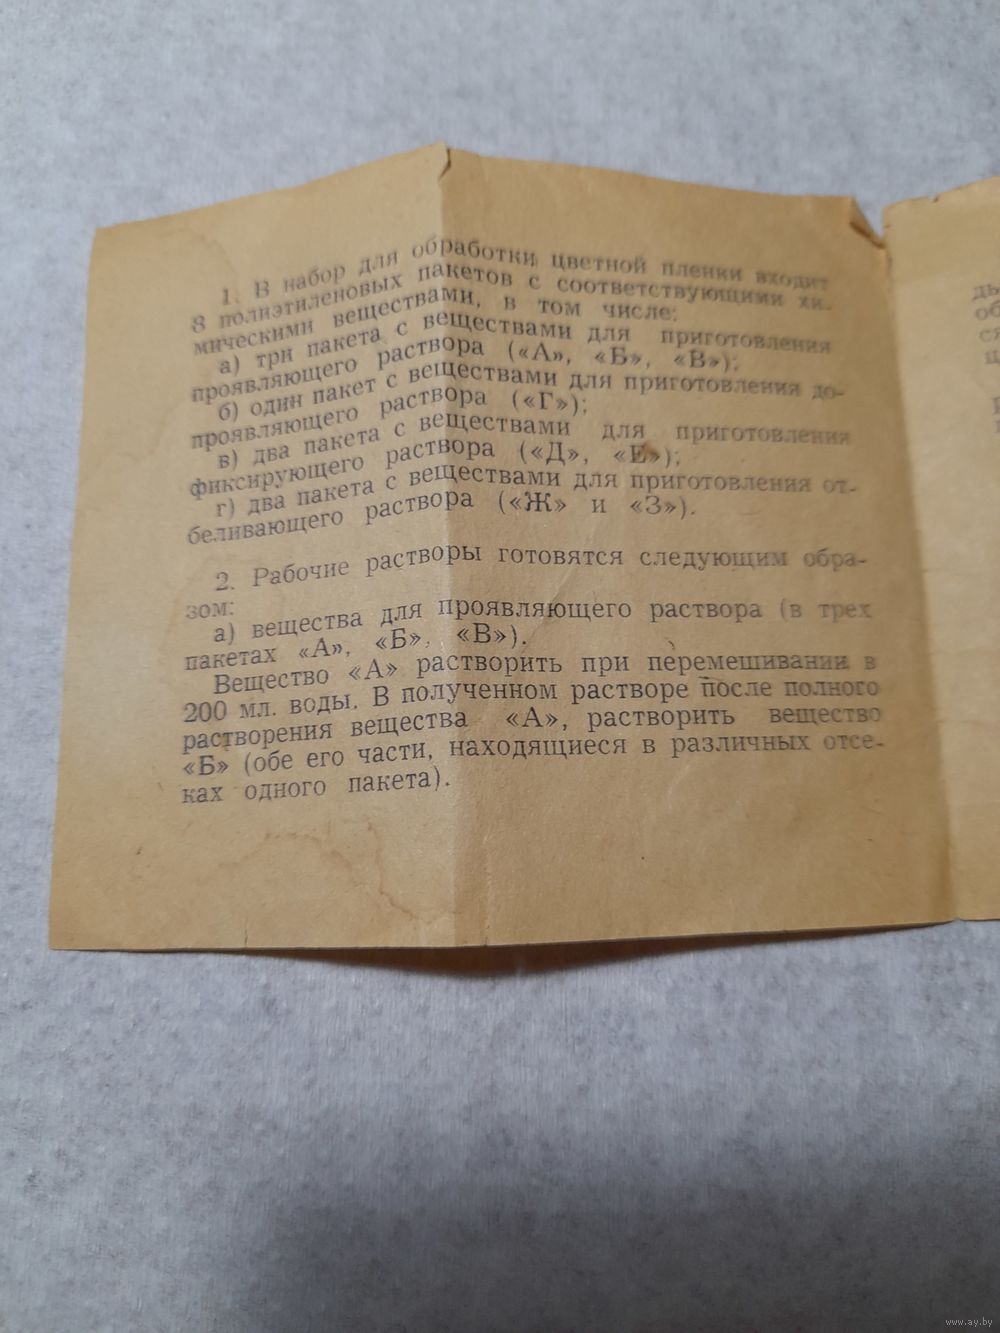 1. В набор для обработки цветной пленки входит
8 полиэтиленовых пакетов с соответствующими хи-
мическими веществами, в том числе:
а) три пакета с веществами для приготовления
проявляющего раствора («А», «Б», «В»);
б) один пакет с веществами для приготовления до-
проявляющего раствора («Г»);
в) два пакета с веществами для приготовления
фиксирующего раствора («Д», «Е»);
г) два пакета с веществами для приготовления от-
беливающего раствора («Ж» и «З»).
2. Рабочие растворы готовятся следующим обра-
зом:
а) вещества для проявляющего раствора (в трех
пакетах «А», «Б», «В»).
Вещество «А» растворить при перемешивании в
200 мл. воды. В полученном растворе после полного
растворения вещества «А», растворить вещество
«Б» (обе его части, находящиеся в различных отсе-
ках одного пакета).
www.ay.by